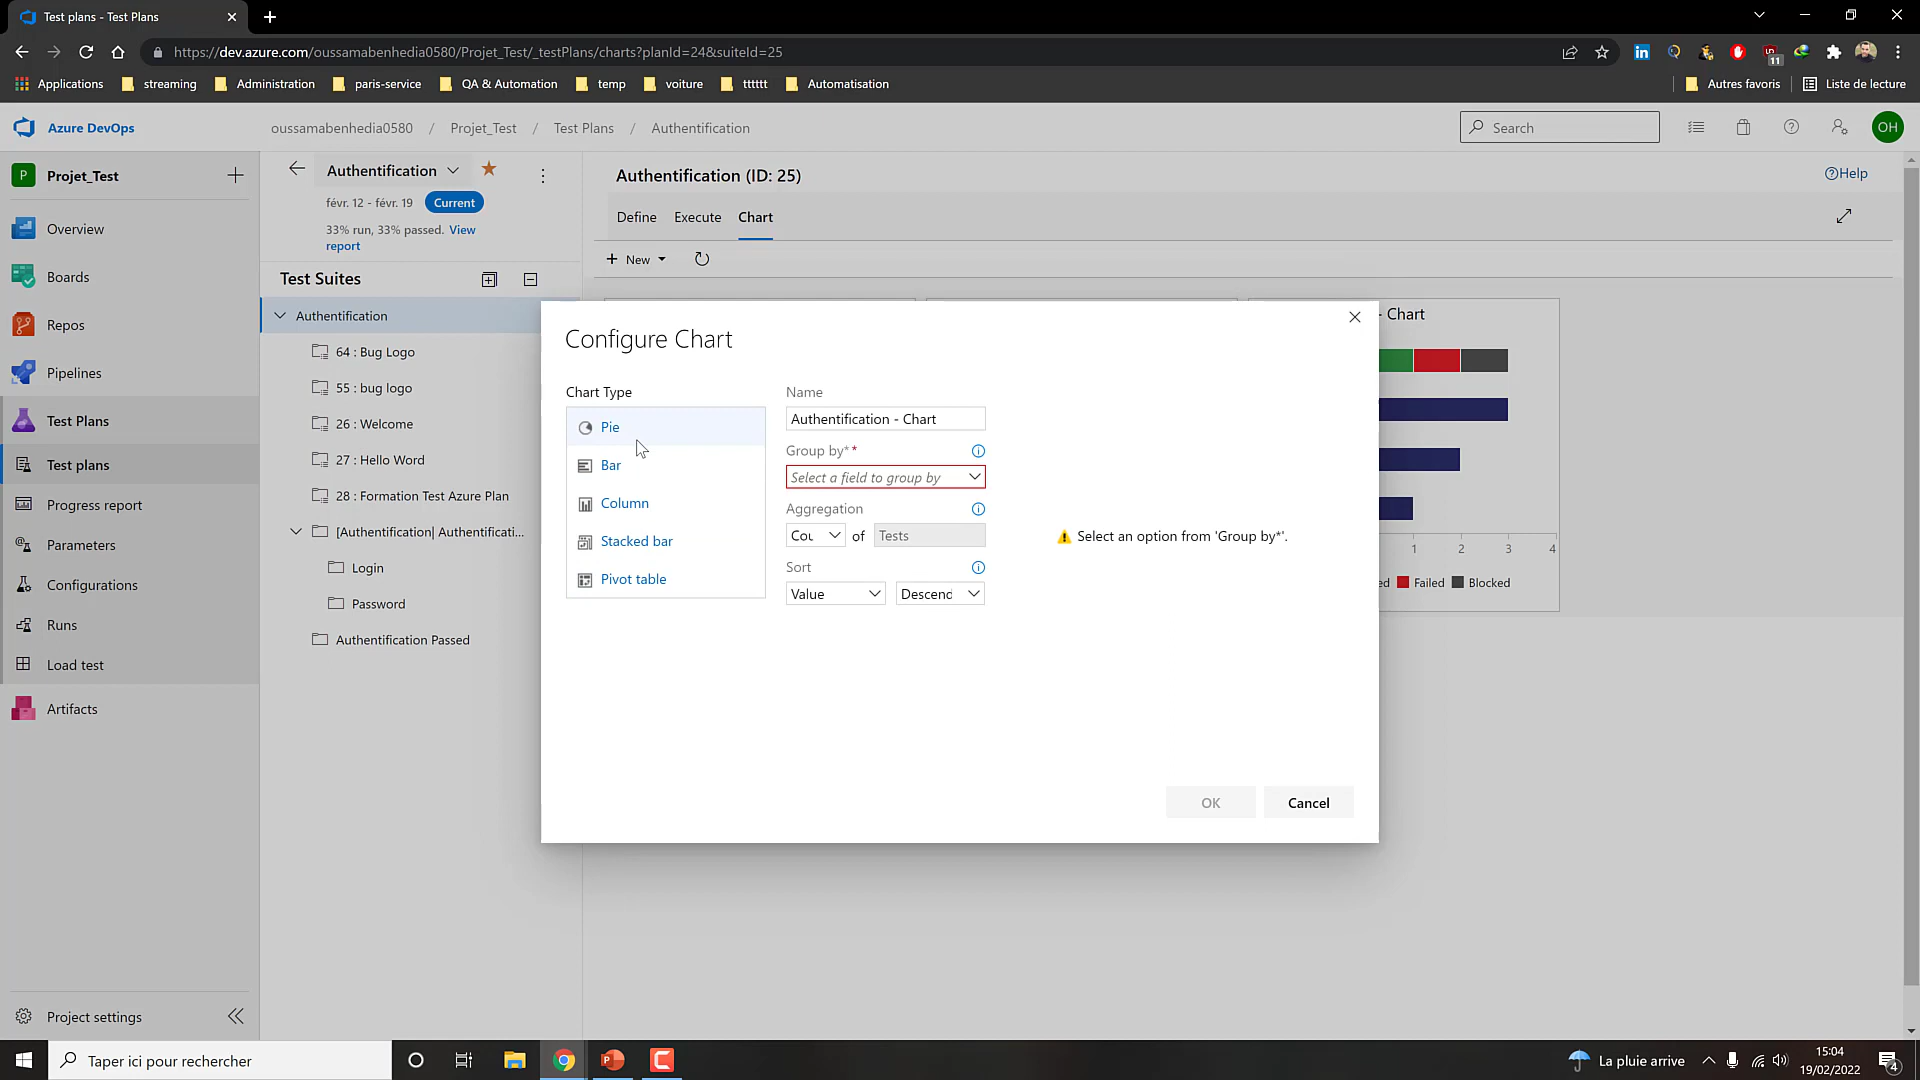 Test plans - Test Plans
https://dev.azure.com/oussamabenhedia0580/Projet_Test/_testPlans/charts?planId=24&suiteId=25
11
Applications streaming Administration paris-service QA & Automation temp voiture tttttt Automatisation Autres favoris Liste de lecture
Azure DevOps oussamabenhedia0580 / Projet_Test / Test Plans / Authentification Search OH
P Projet_Test
Overview
Boards
Repos
Pipelines
Test Plans
Test plans
Progress report
Parameters
Configurations
Runs
Load test
Artifacts
Project settings
Authentification
févr. 12 - févr. 19 Current
33% run, 33% passed. View
report
Test Suites
Authentification
64 : Bug Logo
55 : bug logo
26 : Welcome
27 : Hello Word
28 : Formation Test Azure Plan
[Authentification| Authentificati...
Login
Password
Authentification Passed
Authentification (ID: 25)
Help
Define Execute Chart
New
- Chart
1 2 3 4
ed Failed Blocked
Configure Chart
Chart Type
Pie
Bar
Column
Stacked bar
Pivot table
Name
Authentification - Chart
Group by* *
Select a field to group by
Aggregation
Cou of Tests
Sort
Value Descend
Select an option from 'Group by*'.
OK Cancel
Taper ici pour rechercher
La pluie arrive
15:04
19/02/2022
4